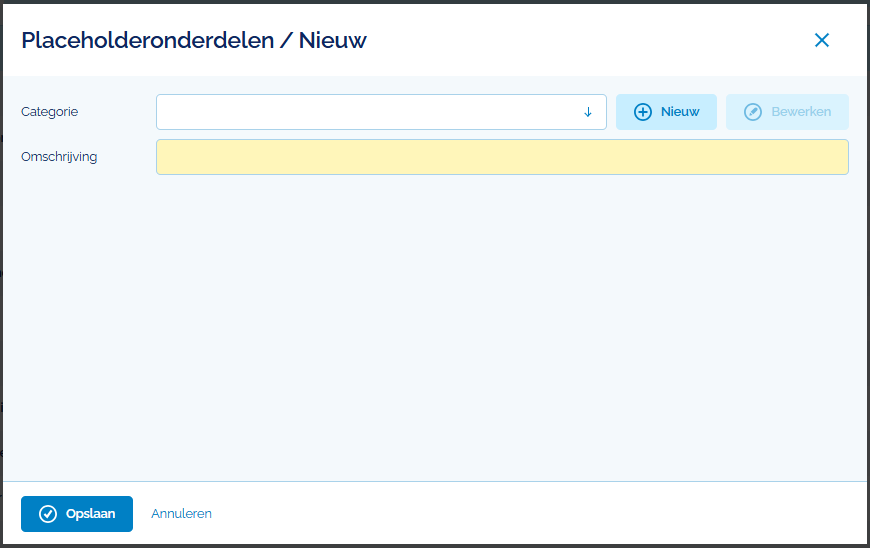 Placeholderonderdelen / Nieuw
Categorie
Nieuw
Bewerken
Omschrijving
Opslaan
Annuleren